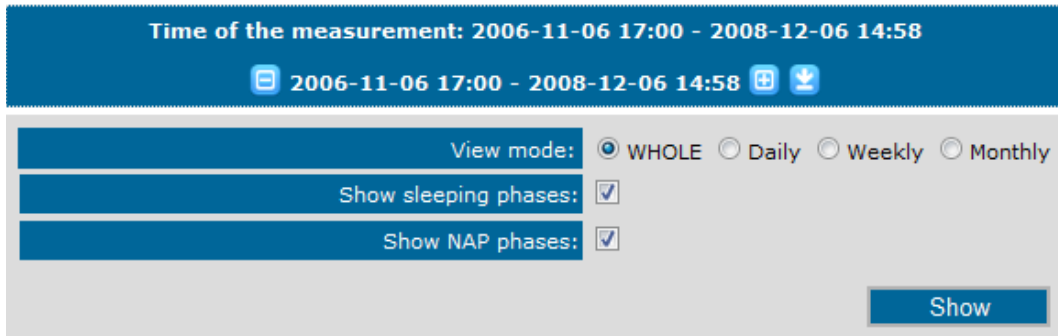 Time of the measurement: 2006-11-06 17:00 - 2008-12-06 14:58
2006-11-06 17:00 - 2008-12-06 14:58
View mode: WHOLE Daily Weekly Monthly
Show sleeping phases:
Show NAP phases:
Show